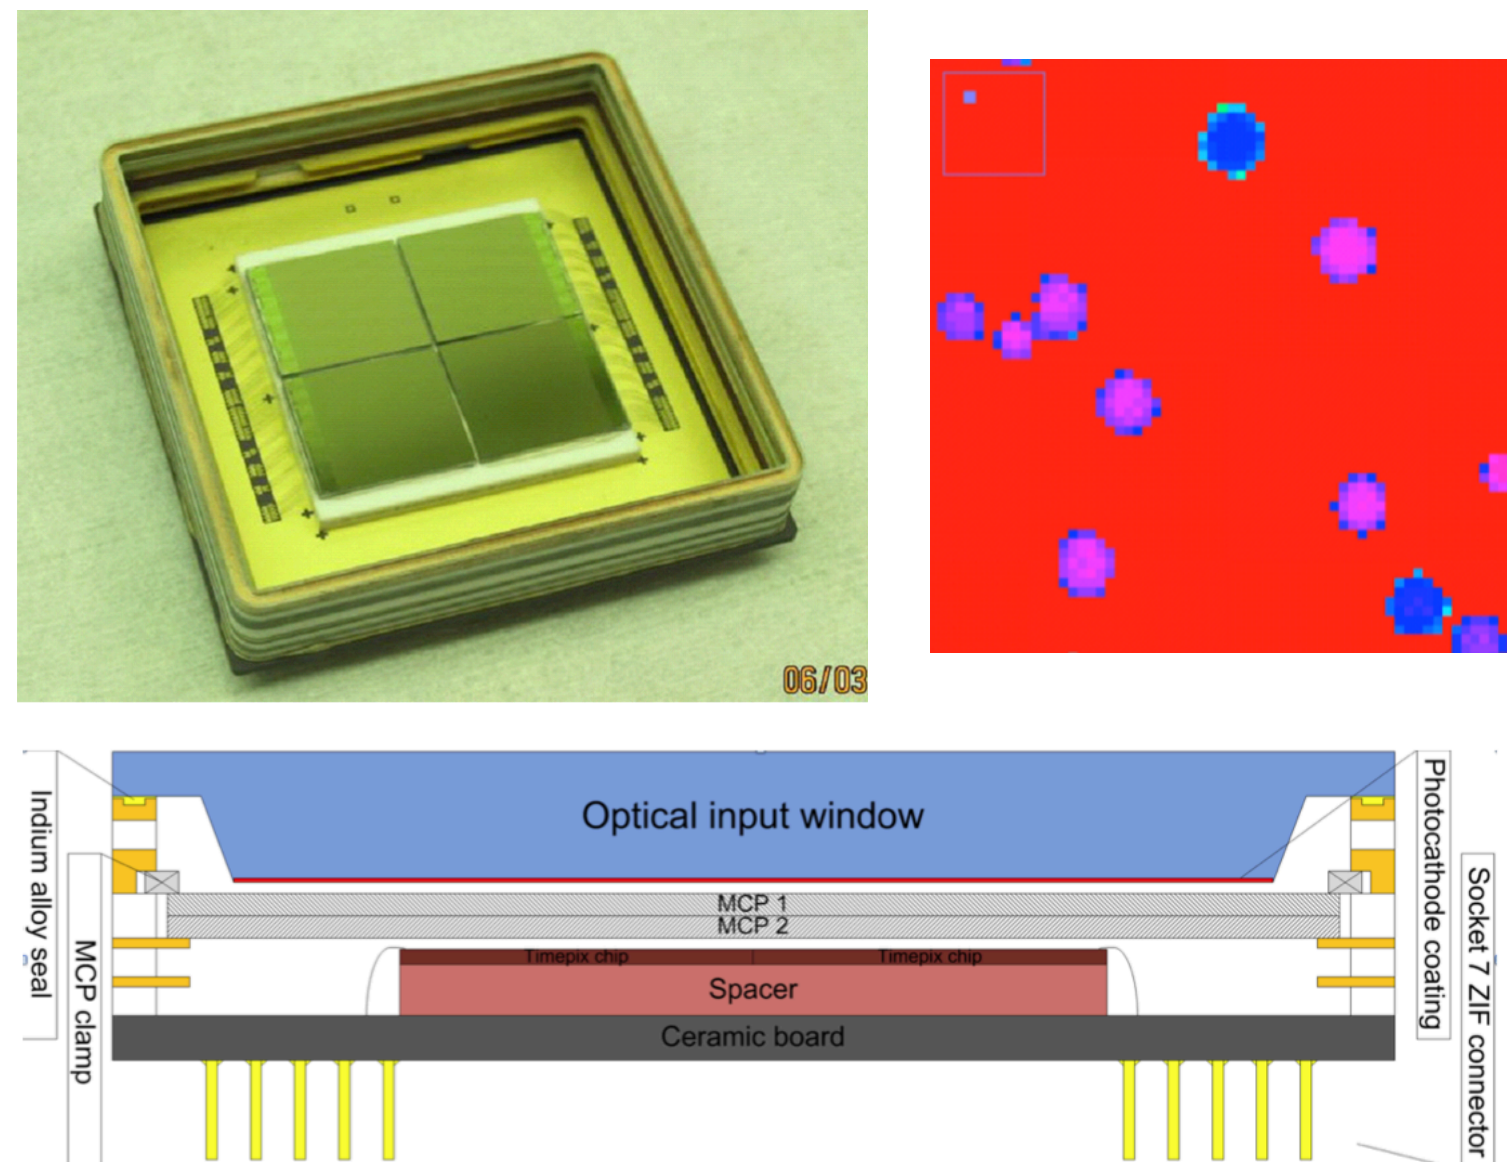 06/03
Optical input window
MCP 1
MCP 2
Timepix chip
Timepix chip
Spacer
Ceramic board
Indium alloy seal
MCP clamp
Photocathode coating
Socket 7 ZIF connector